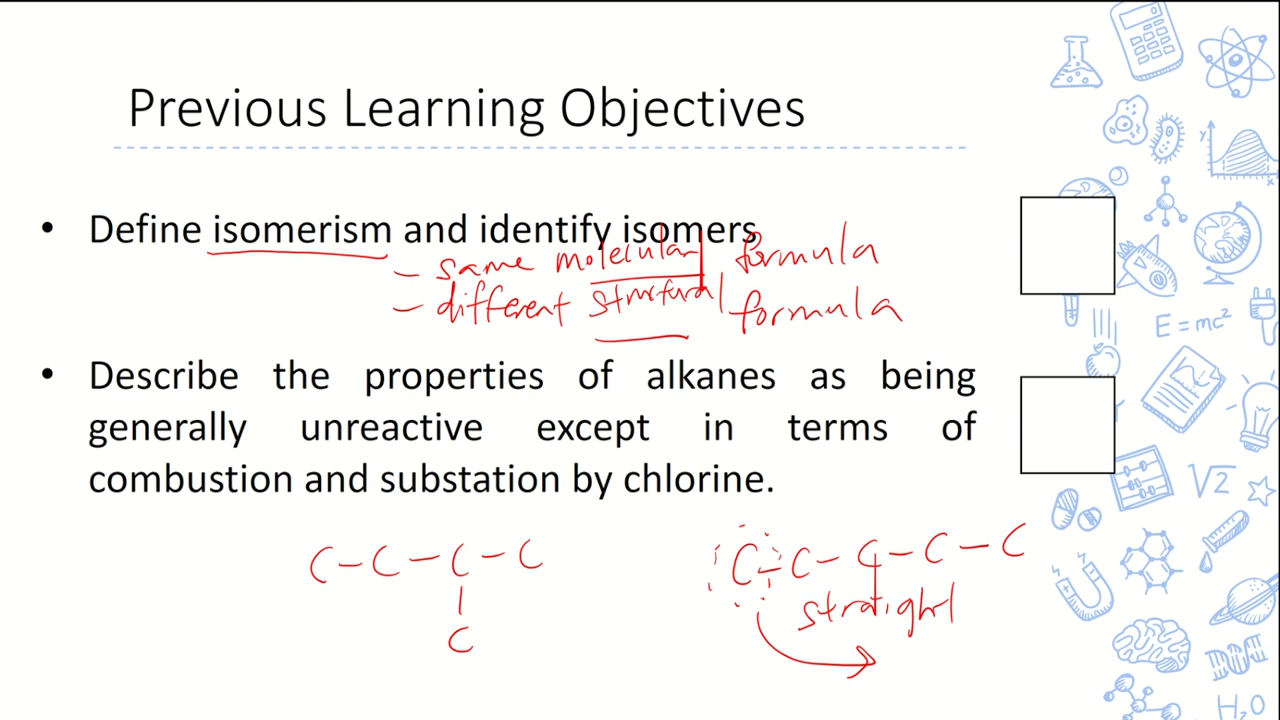 Previous Learning Objectives
• Define isomerism and identify isomers
- same molecular formula
- different structural formula
• Describe the properties of alkanes as being
generally unreactive except in terms of
combustion and substation by chlorine.
C - C - C - C
C
C - C - C - C - C
straight
E = mc²
√2
H₂O
y
x